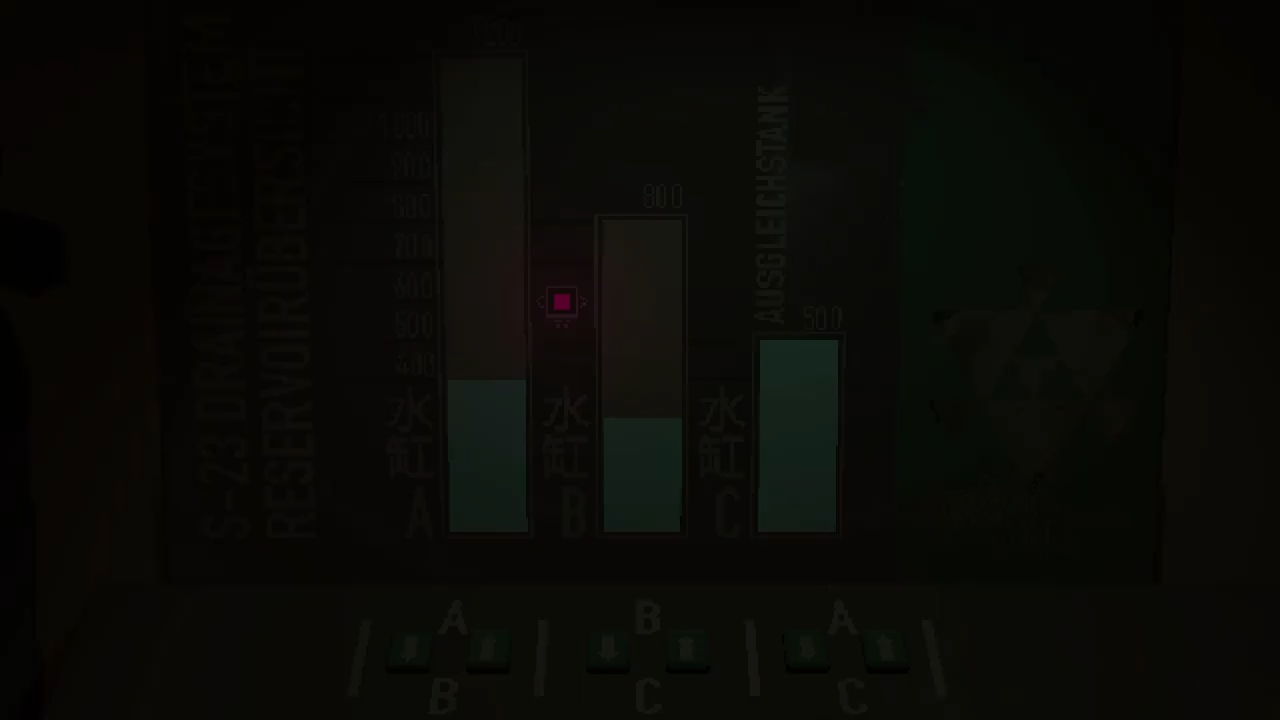 S-23 DRAINAGESYSTEM
RESERVOIRÜBERSICHT
1200
1000
900
800
700
600
500
400
水缸 A
800
水缸 B
AUSGLEICHSTANK
500
水缸 C
A
B
B
C
A
C